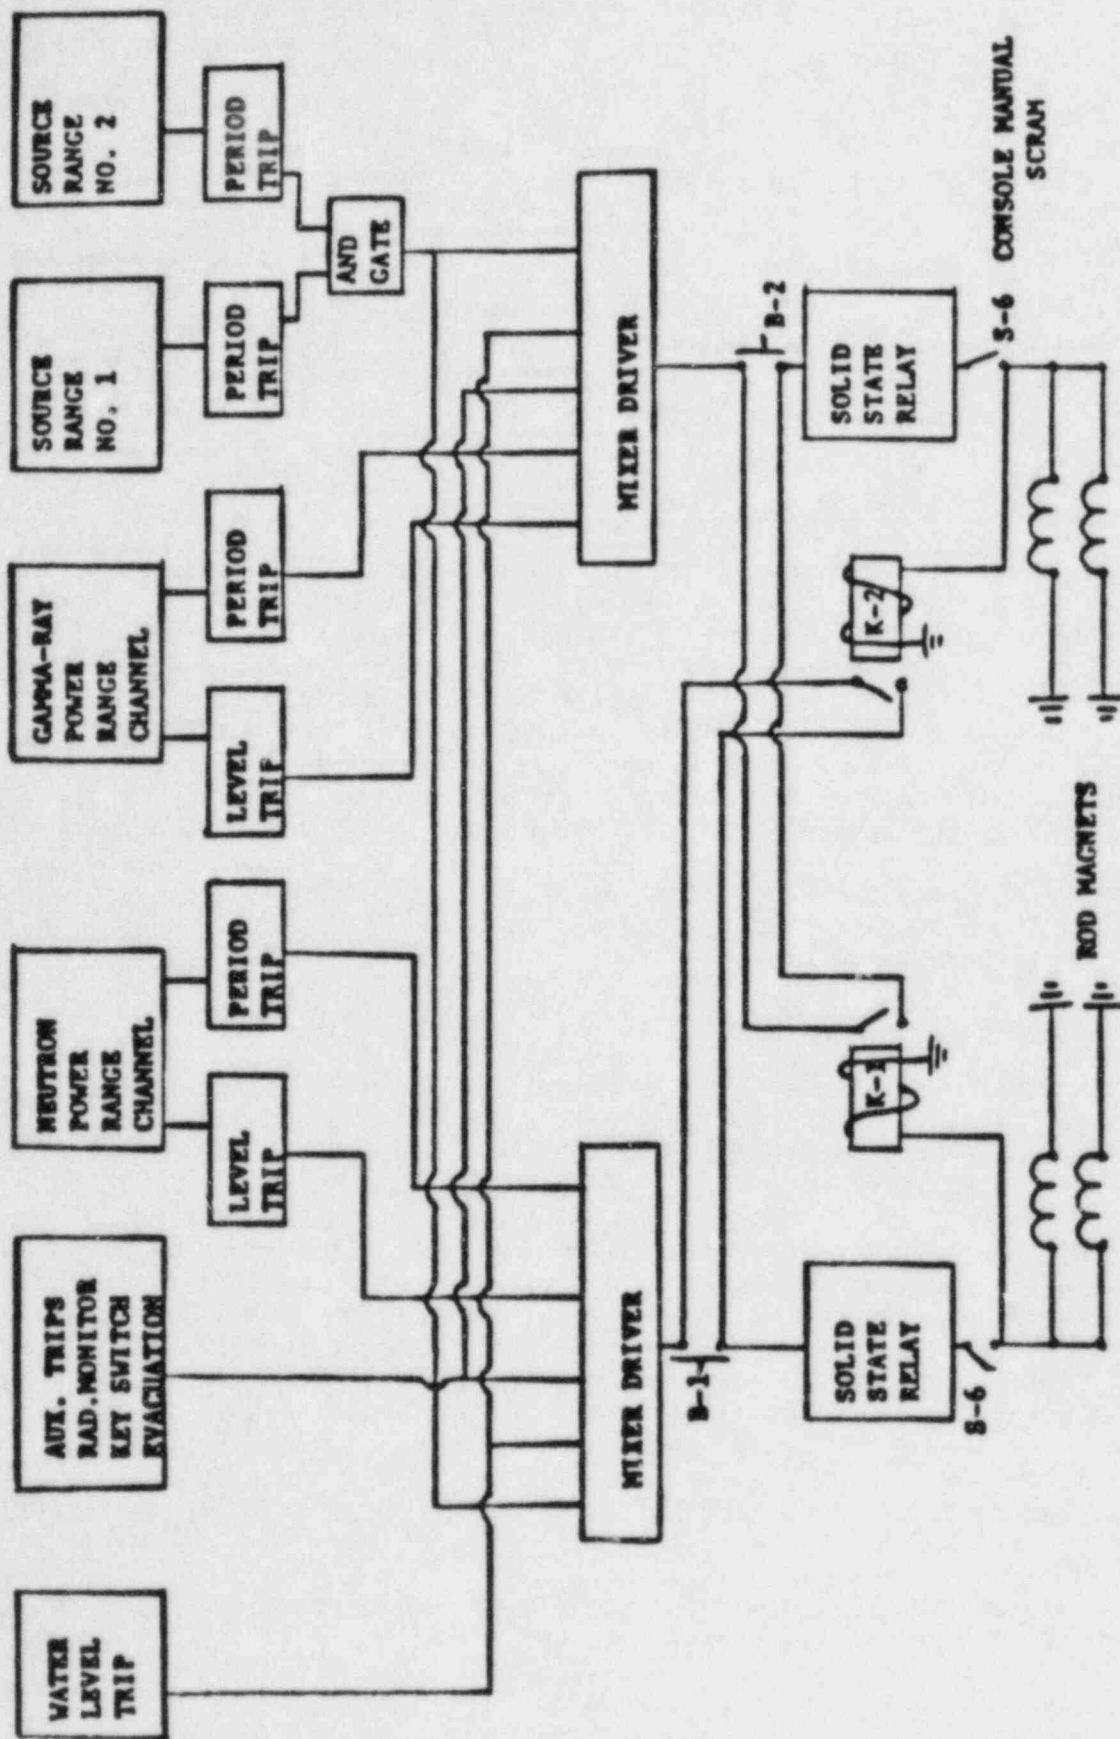 WATER
LEVEL
TRIP
AUX. TRIPS
RAD.MONITOR
KEY SWITCH
EVACUATION
NEUTRON
POWER
RANGE
CHANNEL
GAMMA-RAY
POWER
RANGE
CHANNEL
SOURCE
RANGE
NO. 1
SOURCE
RANGE
NO. 2
LEVEL
TRIP
PERIOD
TRIP
LEVEL
TRIP
PERIOD
TRIP
PERIOD
TRIP
PERIOD
TRIP
AND
GATE
MIXER DRIVER
MIXER DRIVER
B-1
B-2
SOLID
STATE
RELAY
K-1
K-2
SOLID
STATE
RELAY
S-6
S-6 CONSOLE MANUAL
SCRAM
ROD MAGNETS